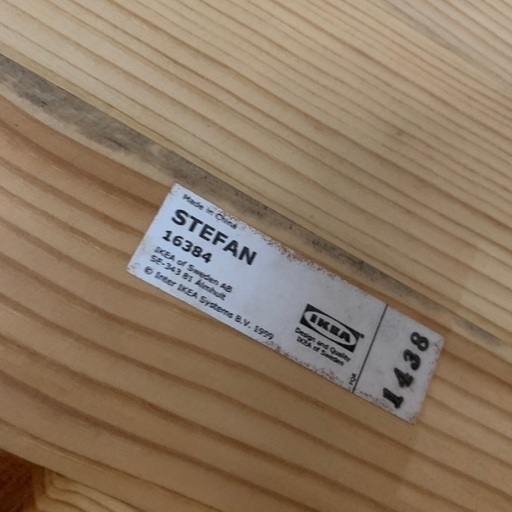 Made in China
STEFAN
16384
IKEA of Sweden AB
SE-343 81 Älmhult
© Inter IKEA Systems B.V. 1999
IKEA
Design and Quality
IKEA of Sweden
FQA
1438